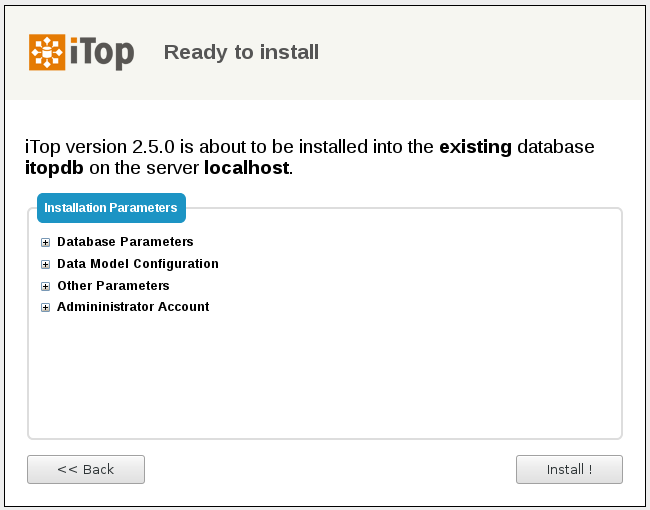 iTop
Ready to install
iTop version 2.5.0 is about to be installed into the existing database
itopdb on the server localhost.
Installation Parameters
Database Parameters
Data Model Configuration
Other Parameters
Admininistrator Account
<< Back
Install !